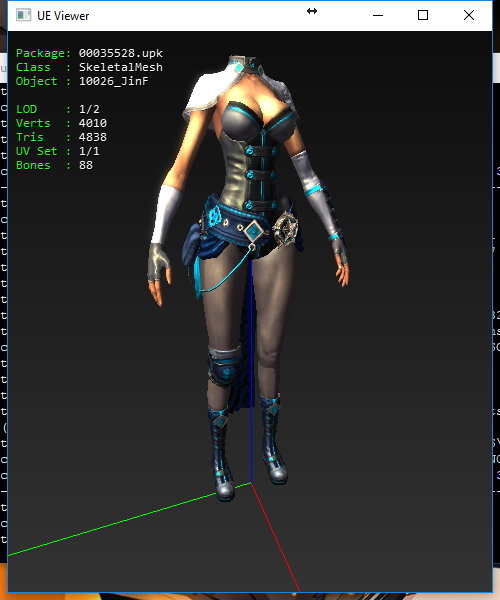 UE Viewer
Package: 00035528.upk
Class : SkeletalMesh
Object : 10026_JinF
LOD : 1/2
Verts : 4010
Tris : 4838
UV Set : 1/1
Bones : 88